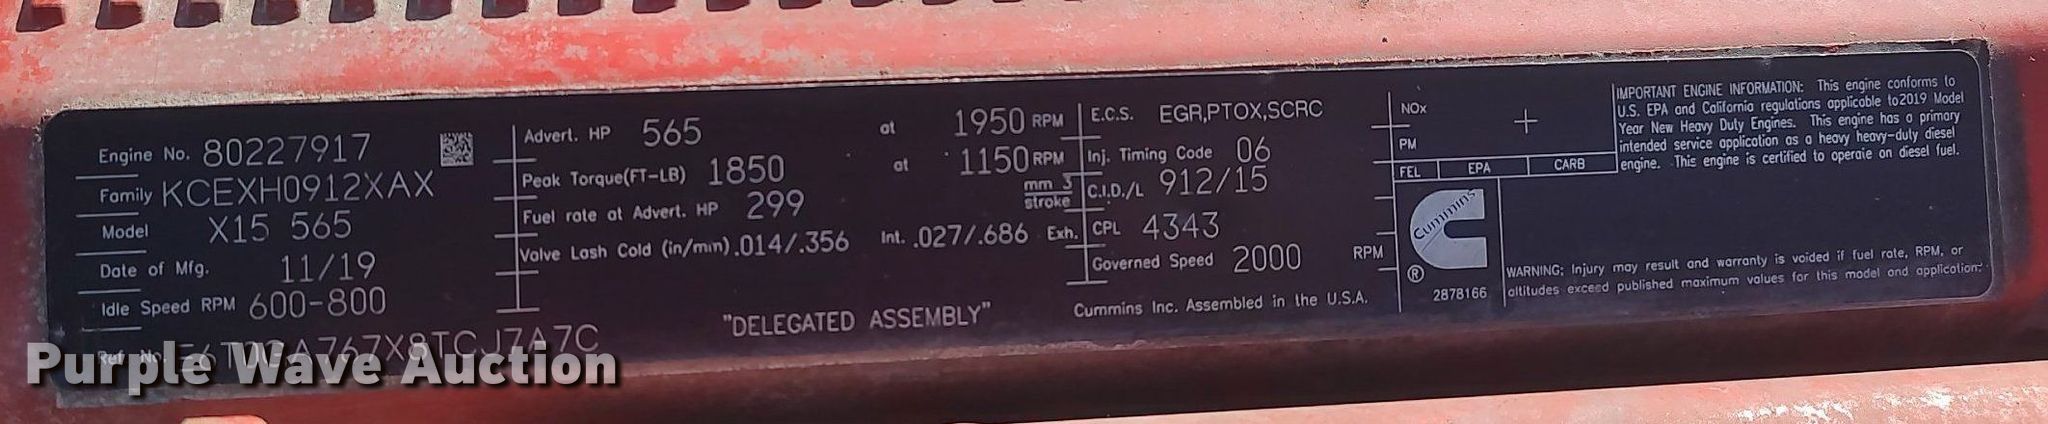 Engine No. 80227917
Family KCEXH0912XAX
Model X15 565
Date of Mfg. 11/19
Idle Speed RPM 600-800
Ref. No.
Advert. HP 565 at 1950 RPM
Peak Torque(FT-LB) 1850 at 1150 RPM
Fuel rate at Advert. HP 299 mm 3 stroke
Valve Lash Cold (in/mm) .014/.356 Int. .027/.686 Exh.
"DELEGATED ASSEMBLY"
E.C.S. EGR,PTOX,SCRC
Inj. Timing Code 06
C.I.D./L 912/15
CPL 4343
Governed Speed 2000 RPM
Cummins Inc. Assembled in the U.S.A.
NOx
PM
FEL EPA CARB
Cummins
®
2878166
IMPORTANT ENGINE INFORMATION: This engine conforms to
U.S. EPA and California regulations applicable to2019 Model
Year New Heavy Duty Engines. This engine has a primary
intended service application as a heavy heavy-duty diesel
engine. This engine is certified to operate on diesel fuel.
WARNING: Injury may result and warranty is voided if fuel rate, RPM, or
altitudes exceed published maximum values for this model and application.
Purple Wave Auction